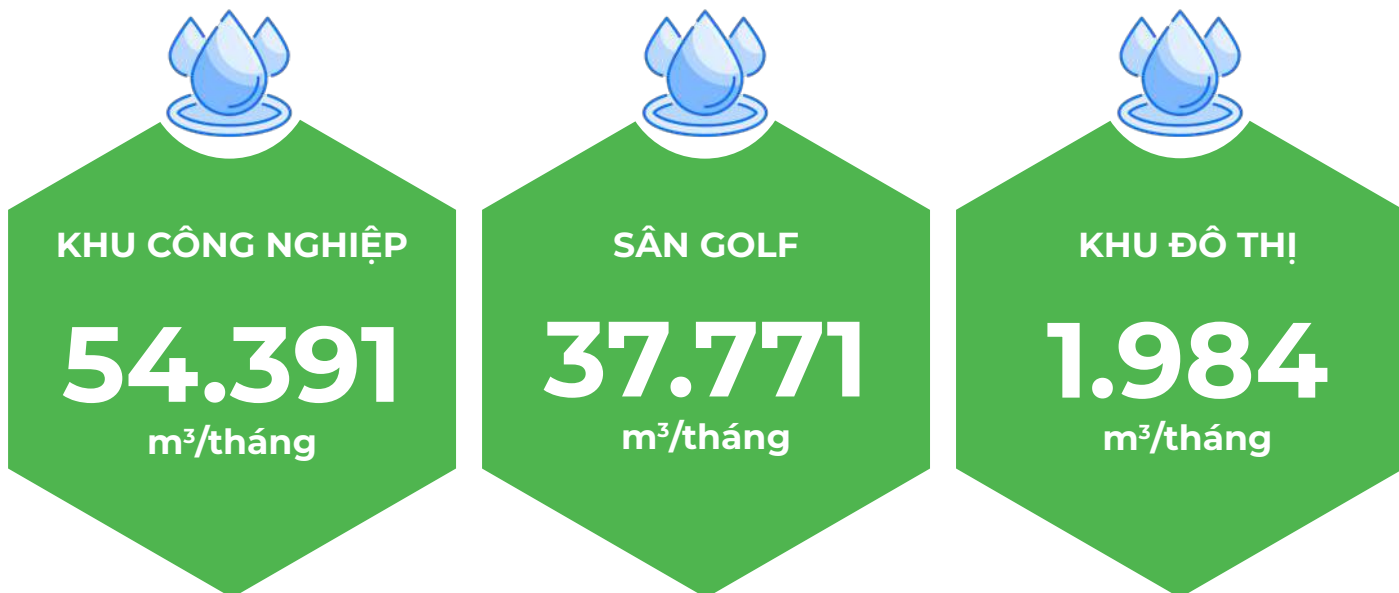 KHU CÔNG NGHIỆP
54.391
m³/tháng
SÂN GOLF
37.771
m³/tháng
KHU ĐÔ THỊ
1.984
m³/tháng